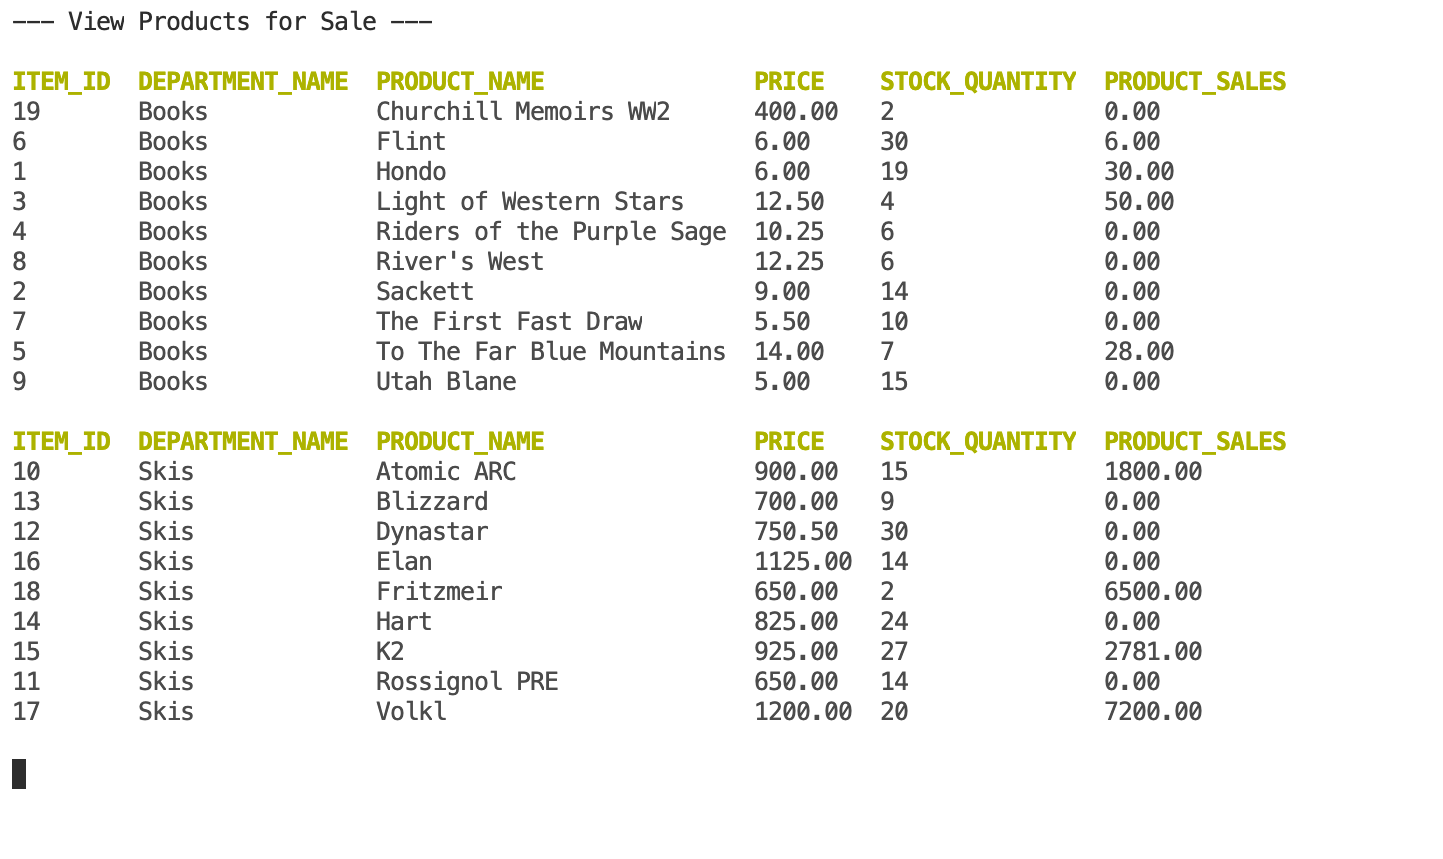 --- View Products for Sale ---
ITEM_ID  DEPARTMENT_NAME  PRODUCT_NAME               PRICE    STOCK_QUANTITY  PRODUCT_SALES
19       Books            Churchill Memoirs WW2      400.00   2               0.00
6        Books            Flint                      6.00     30              6.00
1        Books            Hondo                      6.00     19              30.00
3        Books            Light of Western Stars     12.50    4               50.00
4        Books            Riders of the Purple Sage  10.25    6               0.00
8        Books            River's West               12.25    6               0.00
2        Books            Sackett                    9.00     14              0.00
7        Books            The First Fast Draw        5.50     10              0.00
5        Books            To The Far Blue Mountains  14.00    7               28.00
9        Books            Utah Blane                 5.00     15              0.00
ITEM_ID  DEPARTMENT_NAME  PRODUCT_NAME               PRICE    STOCK_QUANTITY  PRODUCT_SALES
10       Skis             Atomic ARC                 900.00   15              1800.00
13       Skis             Blizzard                   700.00   9               0.00
12       Skis             Dynastar                   750.50   30              0.00
16       Skis             Elan                       1125.00  14              0.00
18       Skis             Fritzmeir                  650.00   2               6500.00
14       Skis             Hart                       825.00   24              0.00
15       Skis             K2                         925.00   27              2781.00
11       Skis             Rossignol PRE              650.00   14              0.00
17       Skis             Volkl                      1200.00  20              7200.00